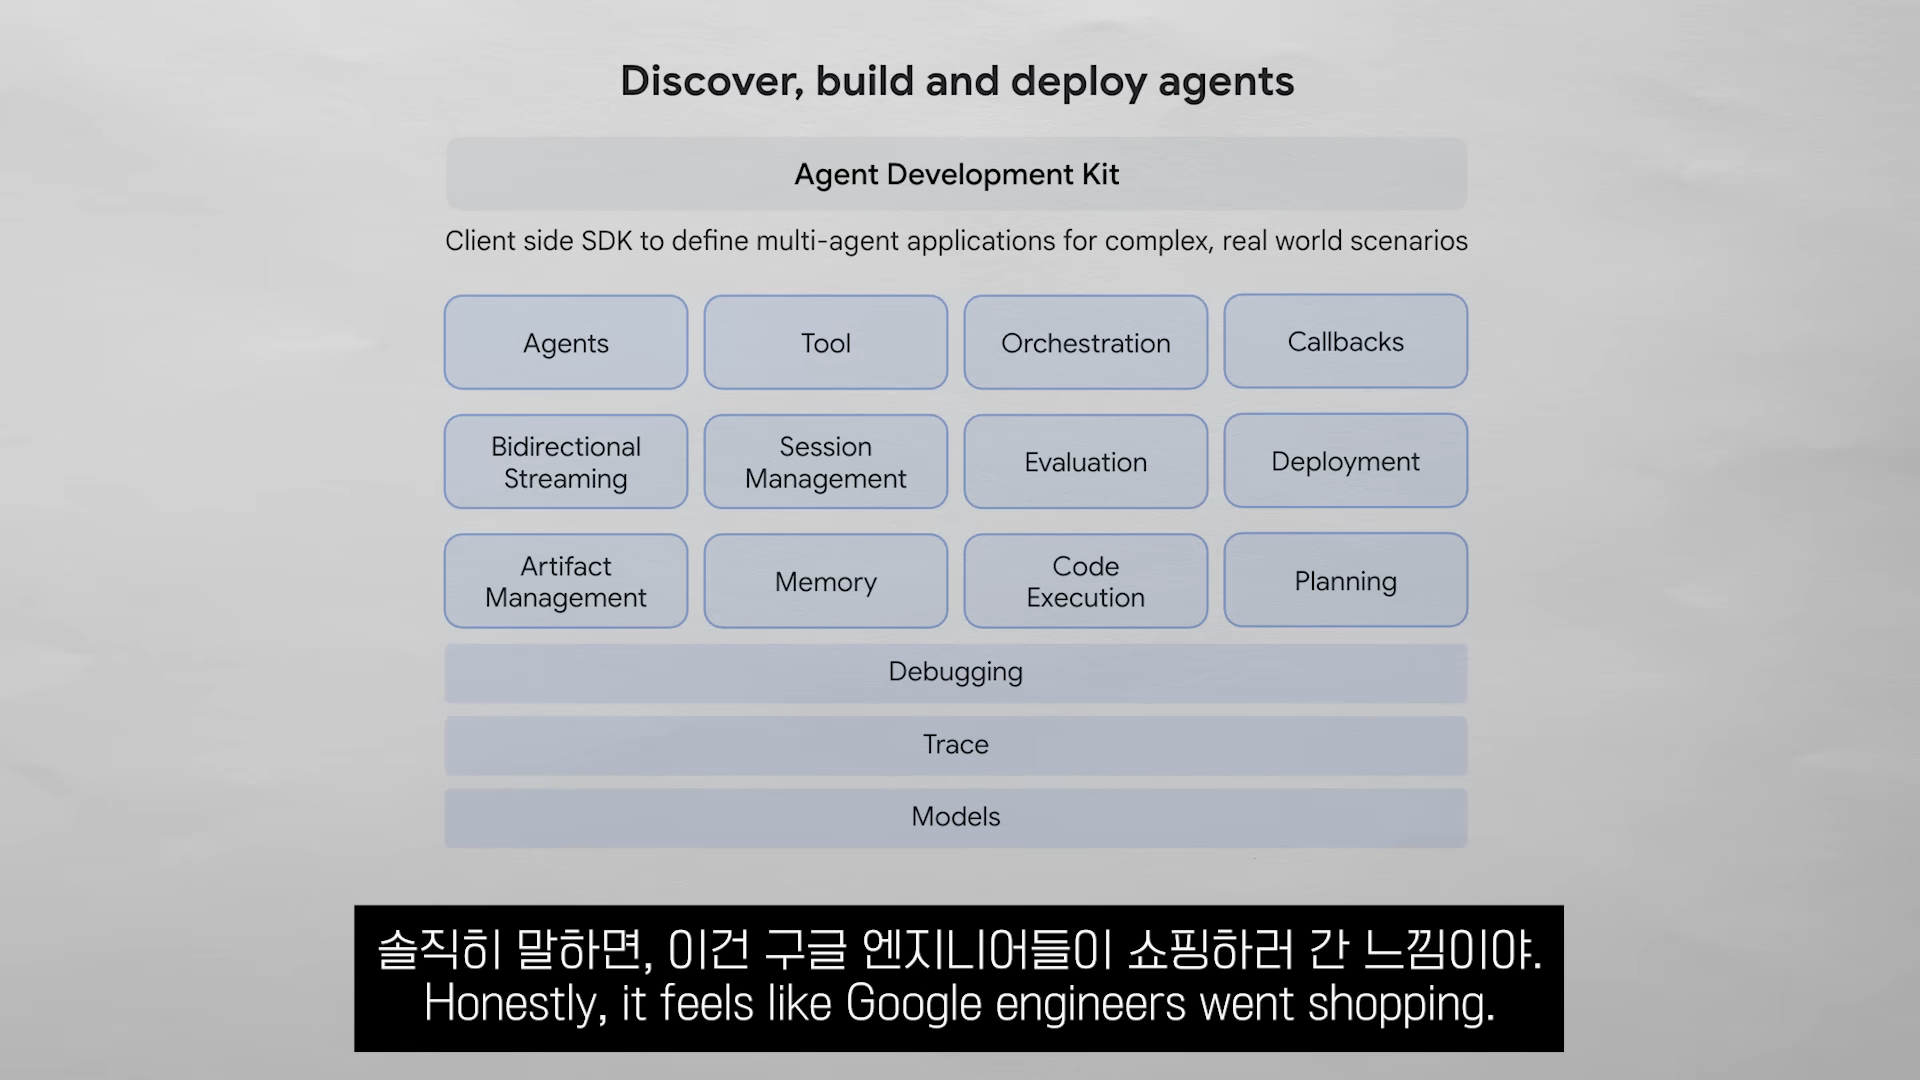 Discover, build and deploy agents
Agent Development Kit
Client side SDK to define multi-agent applications for complex, real world scenarios
Agents
Tool
Orchestration
Callbacks
Bidirectional
Streaming
Session
Management
Evaluation
Deployment
Artifact
Management
Memory
Code
Execution
Planning
Debugging
Trace
Models
솔직히 말하면, 이건 구글 엔지니어들이 쇼핑하러 간 느낌이야.
Honestly, it feels like Google engineers went shopping.